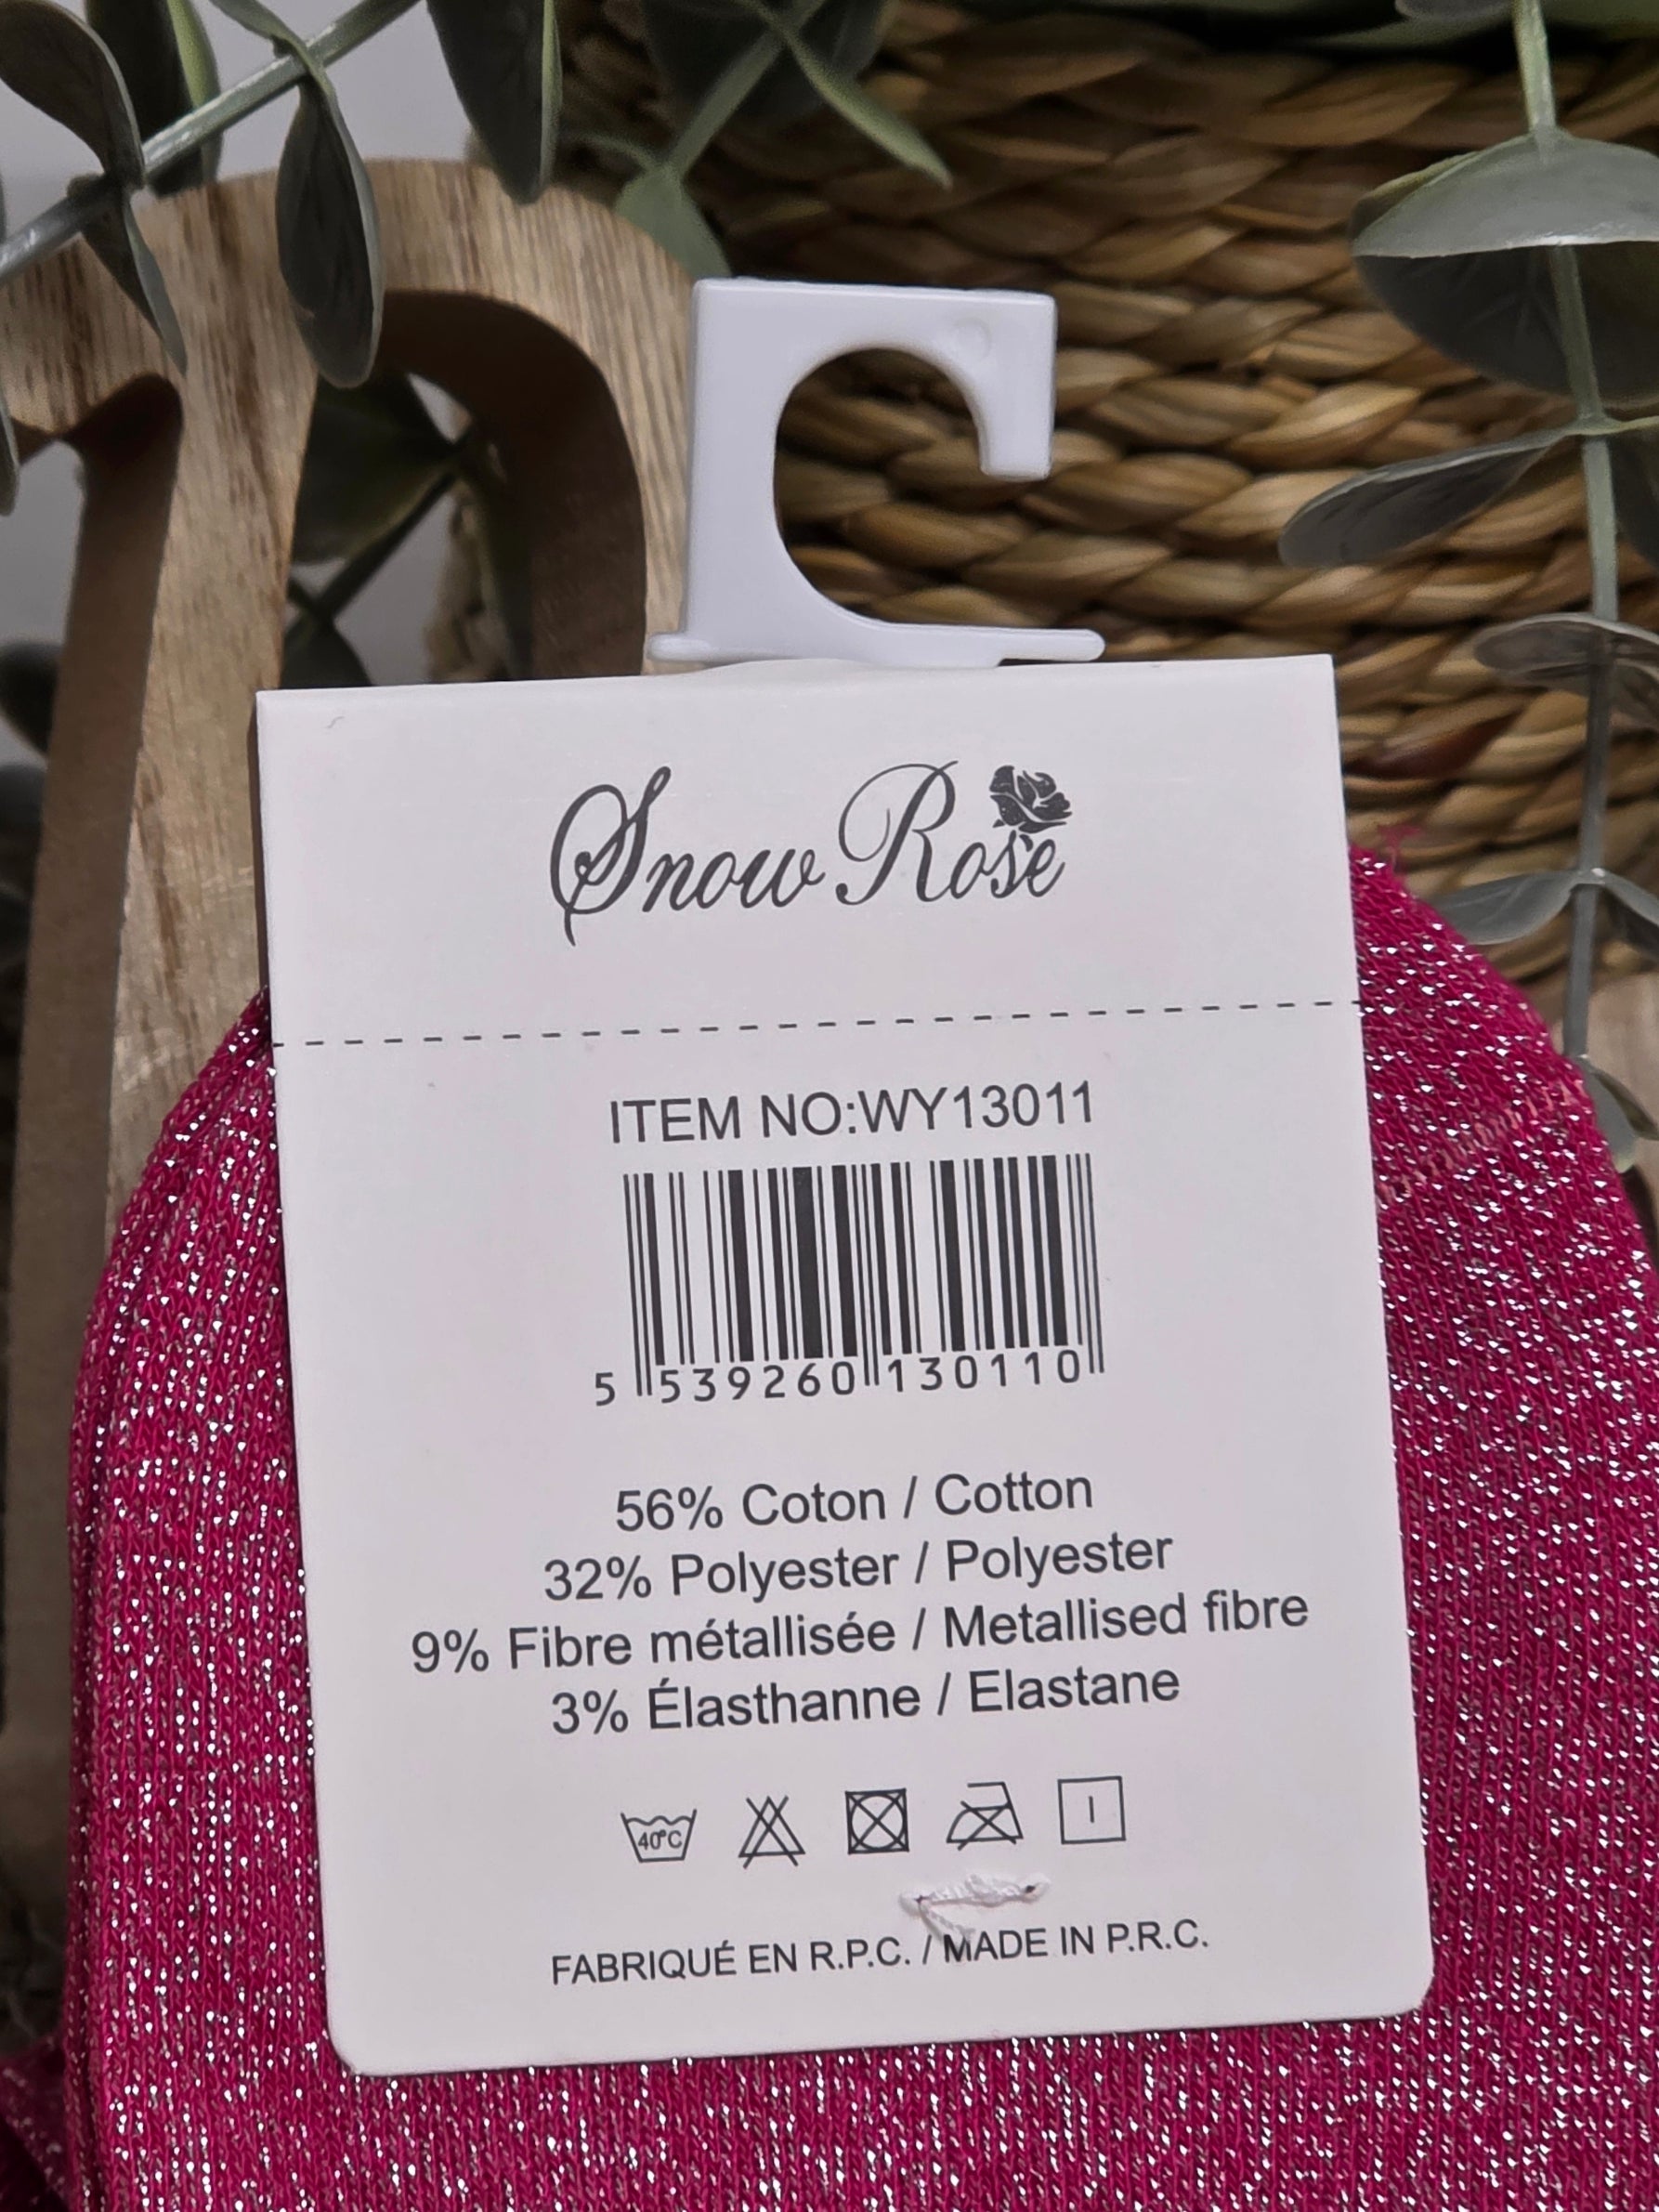 Snow Rose
ITEM NO:WY13011
5 539260 130110
56% Coton / Cotton
32% Polyester / Polyester
9% Fibre métallisée / Metallised fibre
3% Élasthanne / Elastane
40°C
FABRIQUÉ EN R.P.C. / MADE IN P.R.C.